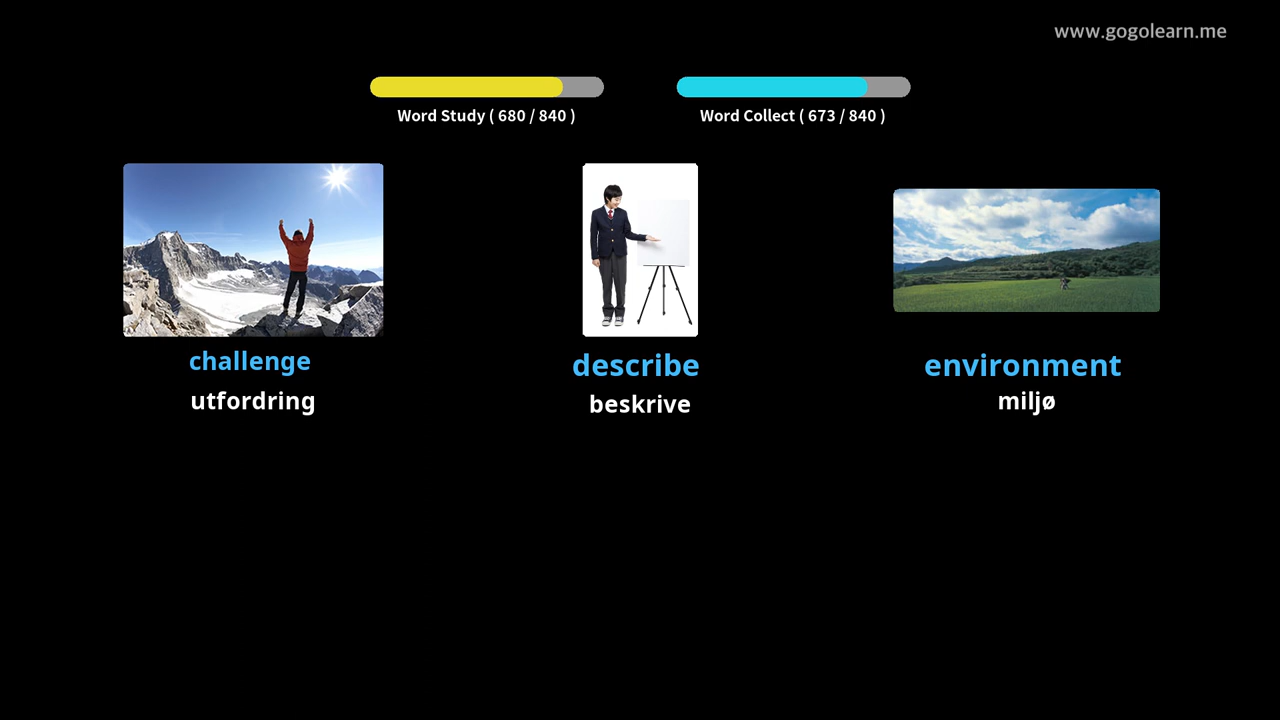 www.gogolearn.me
Word Study ( 680 / 840 )
Word Collect ( 673 / 840 )
challenge
utfordring
describe
beskrive
environment
miljø